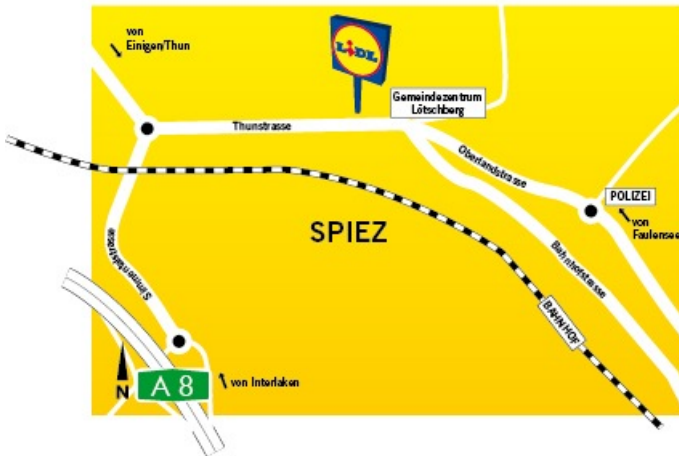 von
Einigen/Thun
LIDL
Gemeindezentrum
Lötschberg
Thunstrasse
Oberlandstrasse
POLIZEI
von
Faulensee
SPIEZ
Bahnhofstrasse
Simmentalstrasse
BAHNHOF
N
A 8
von Interlaken